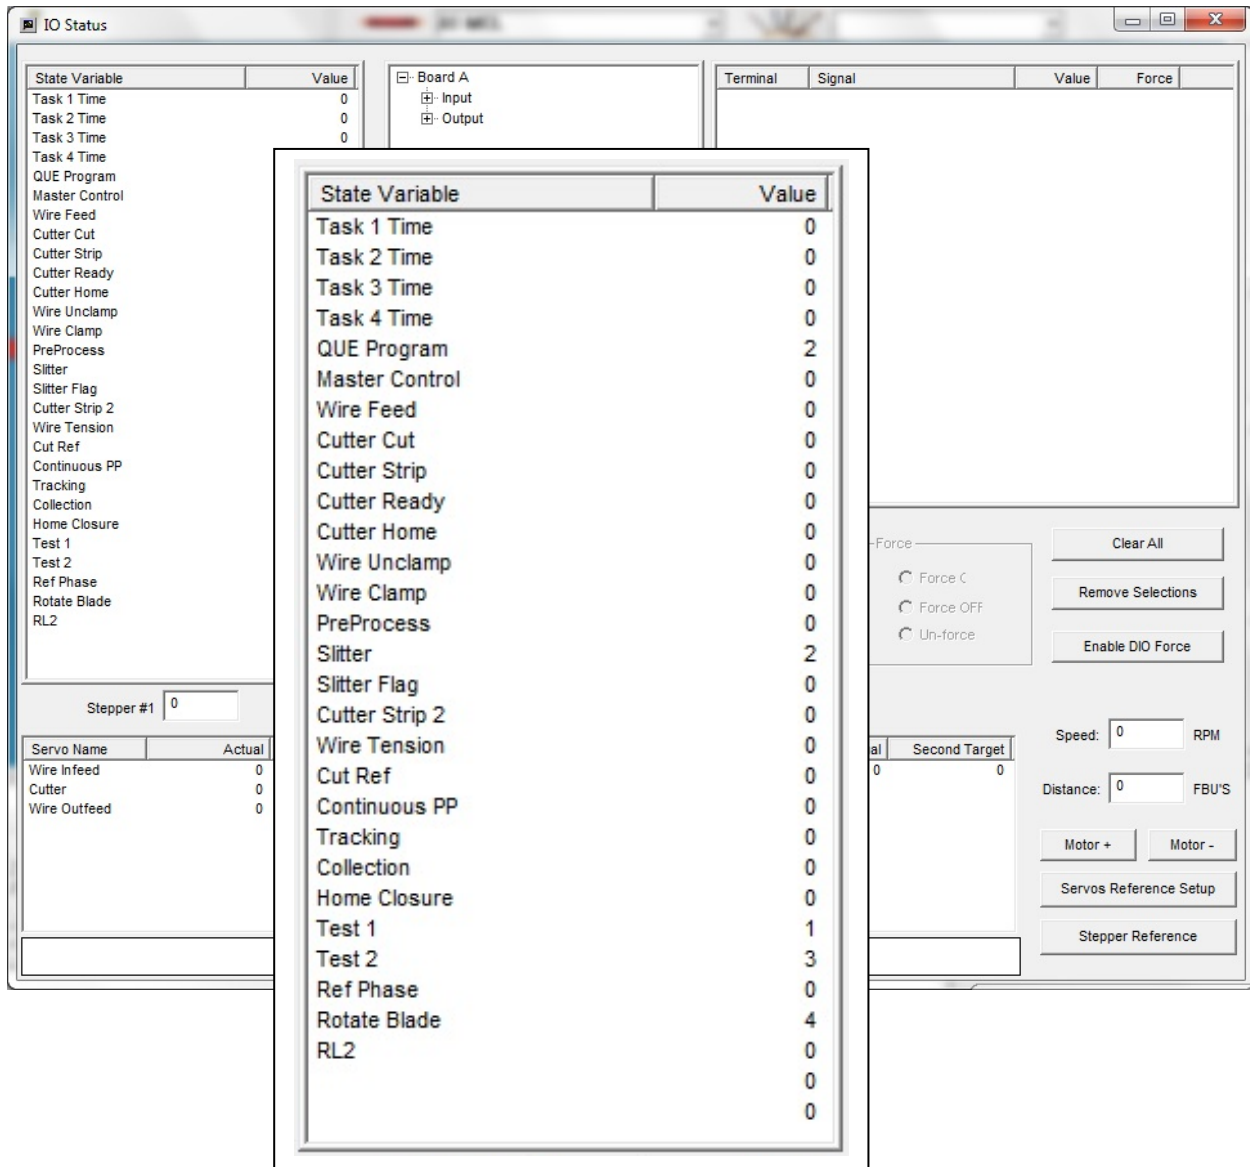 IO Status
State Variable Value
Task 1 Time 0
Task 2 Time 0
Task 3 Time 0
Task 4 Time
QUE Program
Master Control
Wire Feed
Cutter Cut
Cutter Strip
Cutter Ready
Cutter Home
Wire Unclamp
Wire Clamp
PreProcess
Slitter
Slitter Flag
Cutter Strip 2
Wire Tension
Cut Ref
Continuous PP
Tracking
Collection
Home Closure
Test 1
Test 2
Ref Phase
Rotate Blade
RL2
Board A
Input
Output
Terminal Signal Value Force
State Variable Value
Task 1 Time 0
Task 2 Time 0
Task 3 Time 0
Task 4 Time 0
QUE Program 2
Master Control 0
Wire Feed 0
Cutter Cut 0
Cutter Strip 0
Cutter Ready 0
Cutter Home 0
Wire Unclamp 0
Wire Clamp 0
PreProcess 0
Slitter 2
Slitter Flag 0
Cutter Strip 2 0
Wire Tension 0
Cut Ref 0
Continuous PP 0
Tracking 0
Collection 0
Home Closure 0
Test 1 1
Test 2 3
Ref Phase 0
Rotate Blade 4
RL2 0
0
0
-Force
Force C
Force OFF
Un-force
Clear All
Remove Selections
Enable DIO Force
Stepper #1 0
Servo Name Actual
Wire Infeed 0
Cutter 0
Wire Outfeed 0
al Second Target
0 0
Speed: 0 RPM
Distance: 0 FBU'S
Motor + Motor -
Servos Reference Setup
Stepper Reference